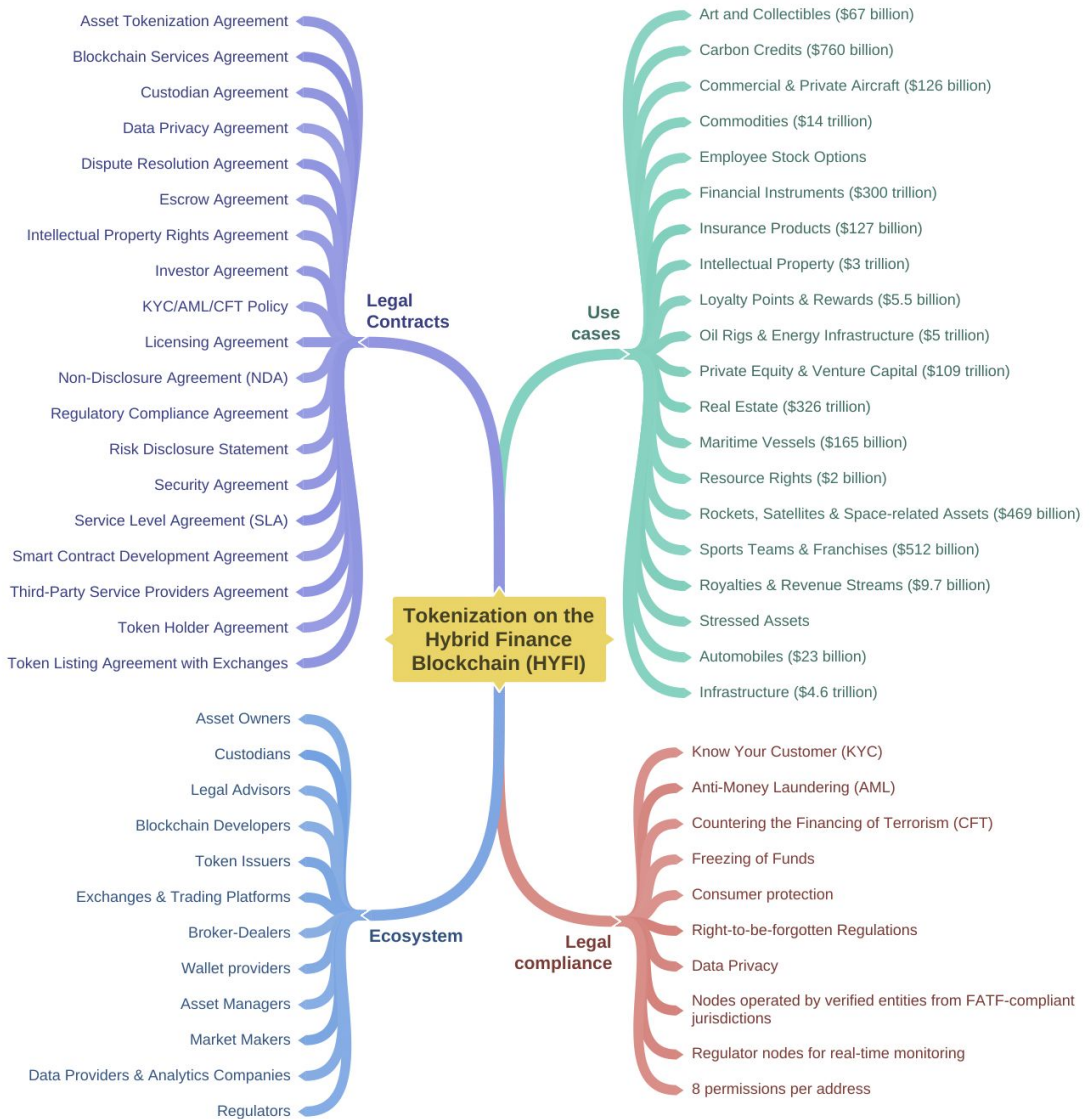 Asset Tokenization Agreement
Blockchain Services Agreement
Custodian Agreement
Data Privacy Agreement
Dispute Resolution Agreement
Escrow Agreement
Intellectual Property Rights Agreement
Investor Agreement
KYC/AML/CFT Policy
Licensing Agreement
Non-Disclosure Agreement (NDA)
Regulatory Compliance Agreement
Risk Disclosure Statement
Security Agreement
Service Level Agreement (SLA)
Smart Contract Development Agreement
Third-Party Service Providers Agreement
Token Holder Agreement
Token Listing Agreement with Exchanges
Legal
Contracts
Art and Collectibles ($67 billion)
Carbon Credits ($760 billion)
Commercial & Private Aircraft ($126 billion)
Commodities ($14 trillion)
Employee Stock Options
Financial Instruments ($300 trillion)
Insurance Products ($127 billion)
Intellectual Property ($3 trillion)
Loyalty Points & Rewards ($5.5 billion)
Oil Rigs & Energy Infrastructure ($5 trillion)
Private Equity & Venture Capital ($109 trillion)
Real Estate ($326 trillion)
Maritime Vessels ($165 billion)
Resource Rights ($2 billion)
Rockets, Satellites & Space-related Assets ($469 billion)
Sports Teams & Franchises ($512 billion)
Royalties & Revenue Streams ($9.7 billion)
Stressed Assets
Automobiles ($23 billion)
Infrastructure ($4.6 trillion)
Use
cases
Tokenization on the
Hybrid Finance
Blockchain (HYFI)
Asset Owners
Custodians
Legal Advisors
Blockchain Developers
Token Issuers
Exchanges & Trading Platforms
Broker-Dealers
Wallet providers
Asset Managers
Market Makers
Data Providers & Analytics Companies
Regulators
Ecosystem
Know Your Customer (KYC)
Anti-Money Laundering (AML)
Countering the Financing of Terrorism (CFT)
Freezing of Funds
Consumer protection
Right-to-be-forgotten Regulations
Data Privacy
Nodes operated by verified entities from FATF-compliant
jurisdictions
Regulator nodes for real-time monitoring
8 permissions per address
Legal
compliance